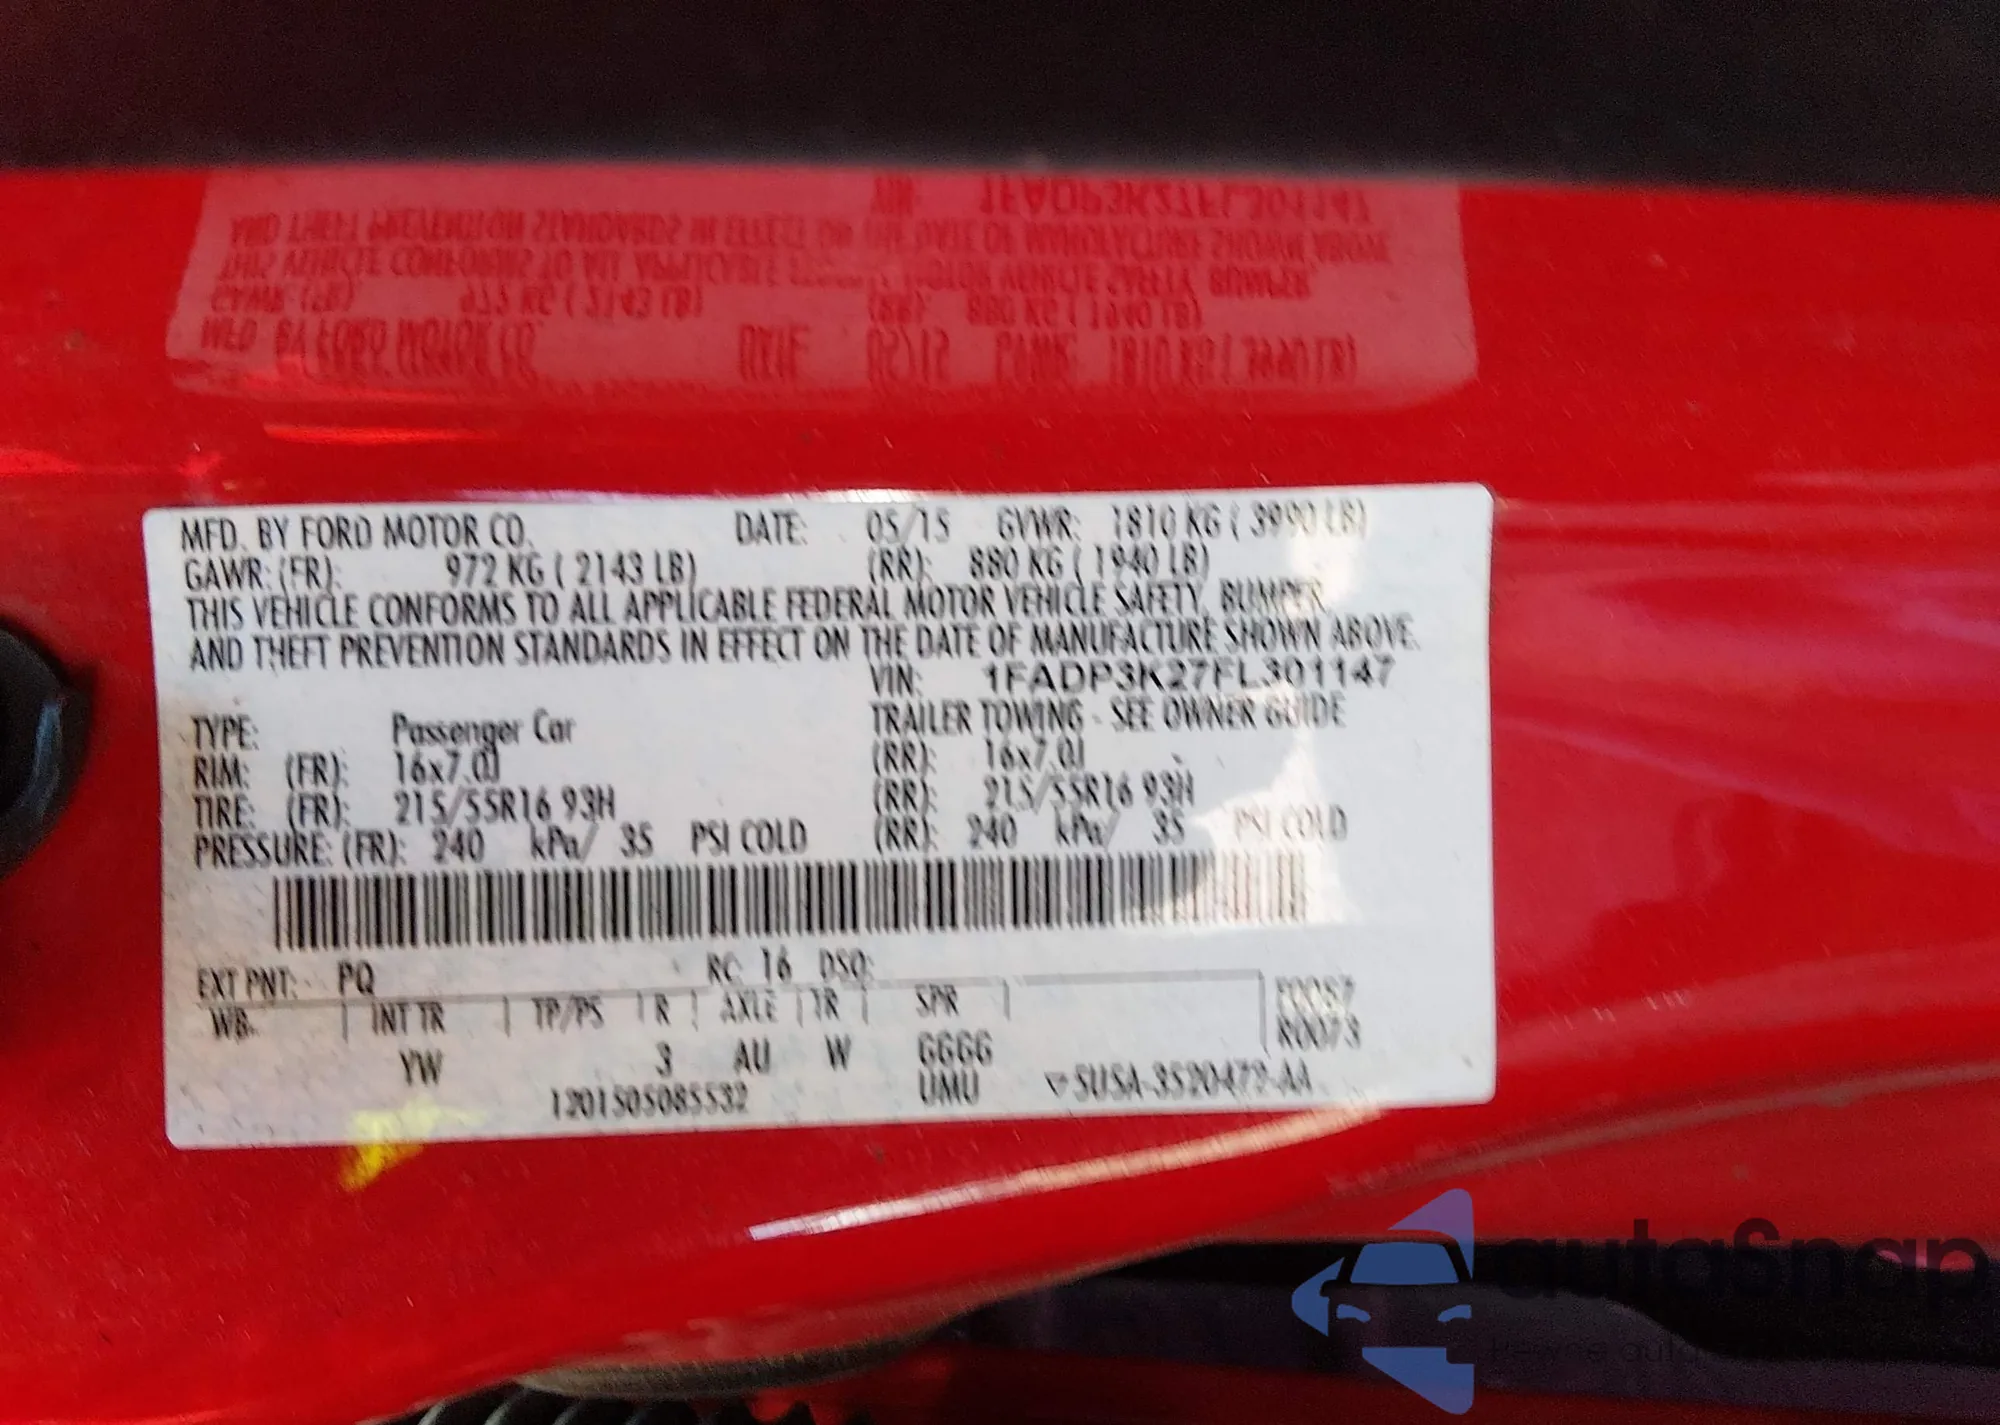 MFD. BY FORD MOTOR CO. DATE: 05/15 GVWR: 1810 KG ( 3990 LB)
GAWR: (FR): 972 KG ( 2143 LB) (RR): 880 KG ( 1940 LB)
THIS VEHICLE CONFORMS TO ALL APPLICABLE FEDERAL MOTOR VEHICLE SAFETY, BUMPER,
AND THEFT PREVENTION STANDARDS IN EFFECT ON THE DATE OF MANUFACTURE SHOWN ABOVE.
VIN: 1FADP3K27FL301147
TYPE: Passenger Car TRAILER TOWING - SEE OWNER GUIDE
RIM: (FR): 16x7.0J (RR): 16x7.0J
TIRE: (FR): 215/55R16 93H (RR): 215/55R16 93H
PRESSURE: (FR): 240 kPa/ 35 PSI COLD (RR): 240 kPa/ 35 PSI COLD
EXT PNT: PQ RC: 16 DSO:
WB INT TR TP/PS R AXLE TR SPR
R0073
YW 3 AU W GGGG
1201505085532 UMU 5USA-3520472-AA
autaSnap